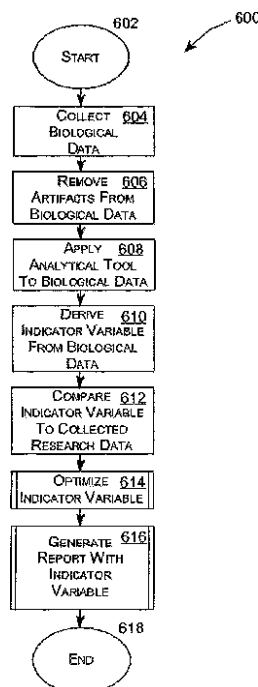 600
602
START
COLLECT 604
BIOLOGICAL
DATA
REMOVE 606
ARTIFACTS FROM
BIOLOGICAL DATA
APPLY 608
ANALYTICAL TOOL
TO BIOLOGICAL DATA
DERIVE 610
INDICATOR VARIABLE
FROM BIOLOGICAL
DATA
COMPARE 612
INDICATOR VARIABLE
TO COLLECTED
RESEARCH DATA
OPTIMIZE 614
INDICATOR VARIABLE
GENERATE 616
REPORT WITH
INDICATOR
VARIABLE
618
END